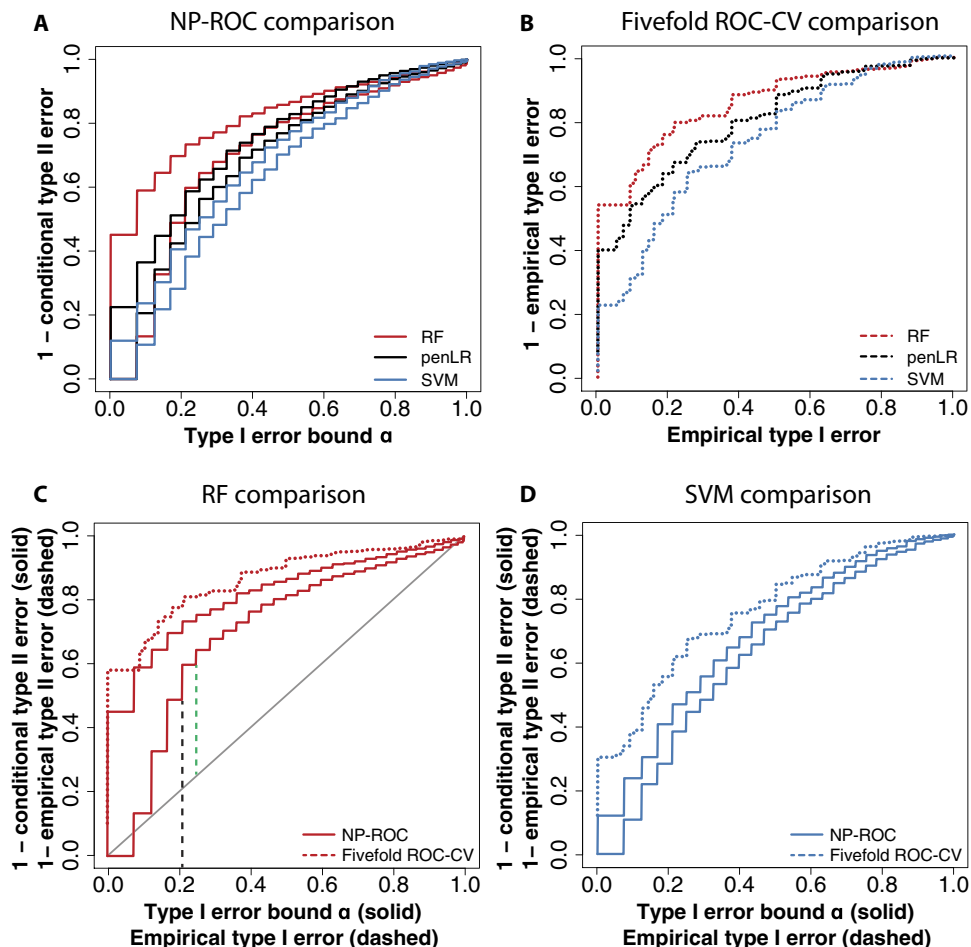 A NP-ROC comparison
1 – conditional type II error
0.0 0.2 0.4 0.6 0.8 1.0
RF
penLR
SVM
0.0 0.2 0.4 0.6 0.8 1.0
Type I error bound α
B Fivefold ROC-CV comparison
1 – empirical type II error
0.0 0.2 0.4 0.6 0.8 1.0
RF
penLR
SVM
0.0 0.2 0.4 0.6 0.8 1.0
Empirical type I error
C RF comparison
1 – conditional type II error (solid)
1– empirical type II error (dashed)
0.0 0.2 0.4 0.6 0.8 1.0
NP-ROC
Fivefold ROC-CV
0.0 0.2 0.4 0.6 0.8 1.0
Type I error bound α (solid)
Empirical type I error (dashed)
D SVM comparison
1 – conditional type II error (solid)
1– empirical type II error (dashed)
0.0 0.2 0.4 0.6 0.8 1.0
NP-ROC
Fivefold ROC-CV
0.0 0.2 0.4 0.6 0.8 1.0
Type I error bound α (solid)
Empirical type I error (dashed)